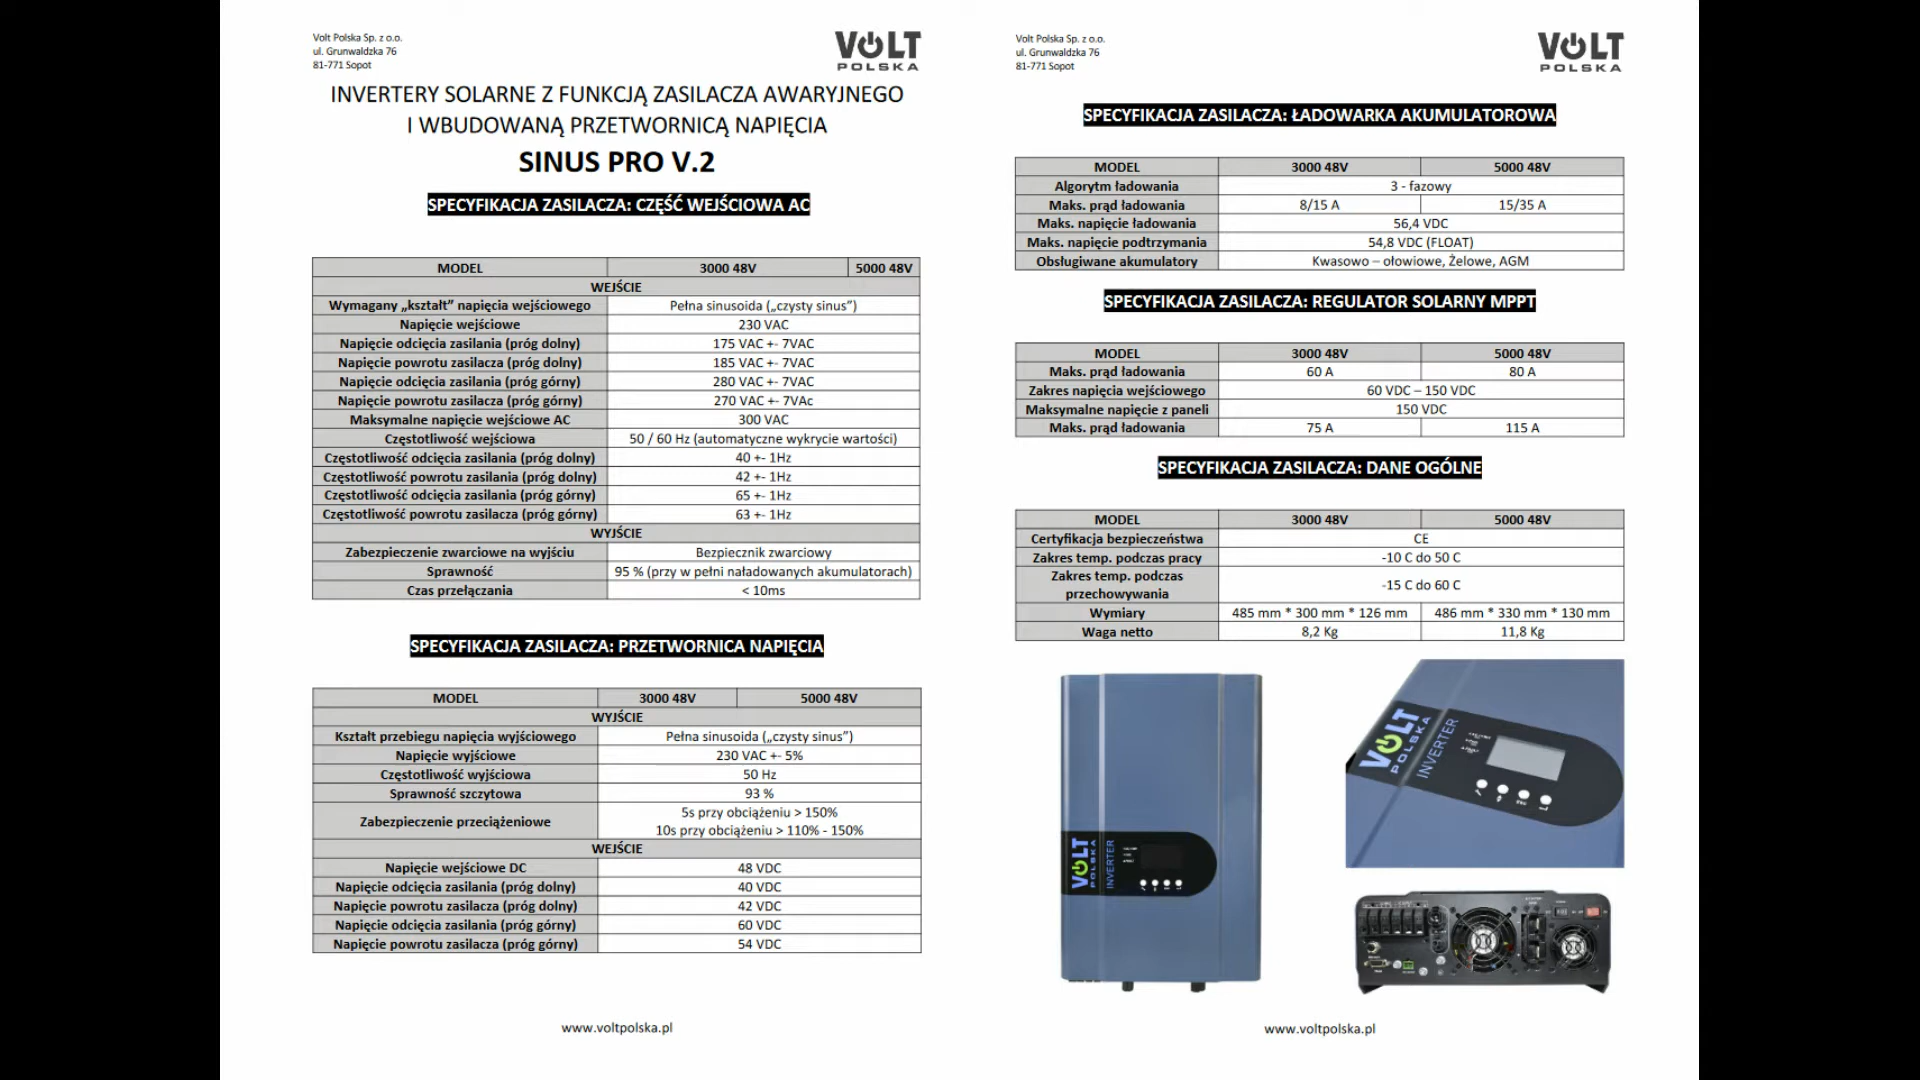 Volt Polska Sp. z o.o.
ul. Grunwaldzka 76
81-771 Sopot
VOLT
POLSKA
INVERTERY SOLARNE Z FUNKCJĄ ZASILACZA AWARYJNEGO
I WBUDOWANĄ PRZETWORNICĄ NAPIĘCIA
SINUS PRO V.2
SPECYFIKACJA ZASILACZA: CZĘŚĆ WEJŚCIOWA AC
MODEL 3000 48V 5000 48V
WEJŚCIE
Wymagany „kształt” napięcia wejściowego Pełna sinusoida („czysty sinus”)
Napięcie wejściowe 230 VAC
Napięcie odcięcia zasilania (próg dolny) 175 VAC +- 7VAC
Napięcie powrotu zasilacza (próg dolny) 185 VAC +- 7VAC
Napięcie odcięcia zasilania (próg górny) 280 VAC +- 7VAC
Napięcie powrotu zasilacza (próg górny) 270 VAC +- 7VAc
Maksymalne napięcie wejściowe AC 300 VAC
Częstotliwość wejściowa 50 / 60 Hz (automatyczne wykrycie wartości)
Częstotliwość odcięcia zasilania (próg dolny) 40 +- 1Hz
Częstotliwość powrotu zasilania (próg dolny) 42 +- 1Hz
Częstotliwość odcięcia zasilania (próg górny) 65 +- 1Hz
Częstotliwość powrotu zasilacza (próg górny) 63 +- 1Hz
WYJŚCIE
Zabezpieczenie zwarciowe na wyjściu Bezpiecznik zwarciowy
Sprawność 95 % (przy w pełni naładowanych akumulatorach)
Czas przełączania < 10ms
SPECYFIKACJA ZASILACZA: PRZETWORNICA NAPIĘCIA
MODEL 3000 48V 5000 48V
WYJŚCIE
Kształt przebiegu napięcia wyjściowego Pełna sinusoida („czysty sinus”)
Napięcie wyjściowe 230 VAC +- 5%
Częstotliwość wyjściowa 50 Hz
Sprawność szczytowa 93 %
Zabezpieczenie przeciążeniowe 5s przy obciążeniu > 150%
10s przy obciążeniu > 110% - 150%
WEJŚCIE
Napięcie wejściowe DC 48 VDC
Napięcie odcięcia zasilania (próg dolny) 40 VDC
Napięcie powrotu zasilacza (próg dolny) 42 VDC
Napięcie odcięcia zasilania (próg górny) 60 VDC
Napięcie powrotu zasilacza (próg górny) 54 VDC
www.voltpolska.pl
Volt Polska Sp. z o.o.
ul. Grunwaldzka 76
81-771 Sopot
VOLT
POLSKA
SPECYFIKACJA ZASILACZA: ŁADOWARKA AKUMULATOROWA
MODEL 3000 48V 5000 48V
Algorytm ładowania 3 - fazowy
Maks. prąd ładowania 8/15 A 15/35 A
Maks. napięcie ładowania 56,4 VDC
Maks. napięcie podtrzymania 54,8 VDC (FLOAT)
Obsługiwane akumulatory Kwasowo – ołowiowe, Żelowe, AGM
SPECYFIKACJA ZASILACZA: REGULATOR SOLARNY MPPT
MODEL 3000 48V 5000 48V
Maks. prąd ładowania 60 A 80 A
Zakres napięcia wejściowego 60 VDC – 150 VDC
Maksymalne napięcie z paneli 150 VDC
Maks. prąd ładowania 75 A 115 A
SPECYFIKACJA ZASILACZA: DANE OGÓLNE
MODEL 3000 48V 5000 48V
Certyfikacja bezpieczeństwa CE
Zakres temp. podczas pracy -10 C do 50 C
Zakres temp. podczas
przechowywania -15 C do 60 C
Wymiary 485 mm * 300 mm * 126 mm 486 mm * 330 mm * 130 mm
Waga netto 8,2 Kg 11,8 Kg
VOLT
POLSKA
INVERTER
VOLT
POLSKA
INVERTER
www.voltpolska.pl